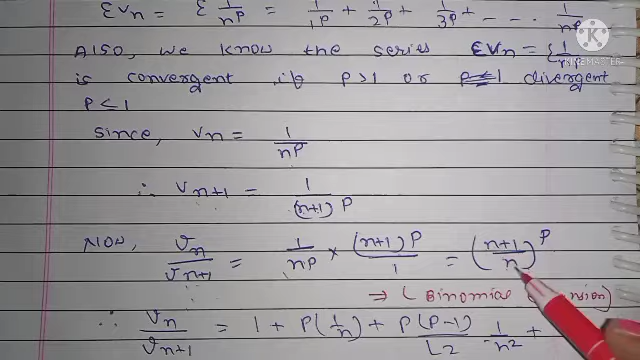 ΣVn = Σ 1/n^p = 1/1^p + 1/2^p + 1/3^p + - - . . 1/n^p
Also, we know the series ΣVn = Σ 1/n^p
is convergent if P>1 or divergent
P≤1
Since, Vn = 1/n^p
∴ Vn+1 = 1/(n+1)^p
NOW, Vn/Vn+1 = 1/n^p × (n+1)^p/1 = ((n+1)/n)^p
⇒ (Binomial
∴ Vn/Vn+1 = 1 + P(1/n) + P(P-1)/L2 1/n² +